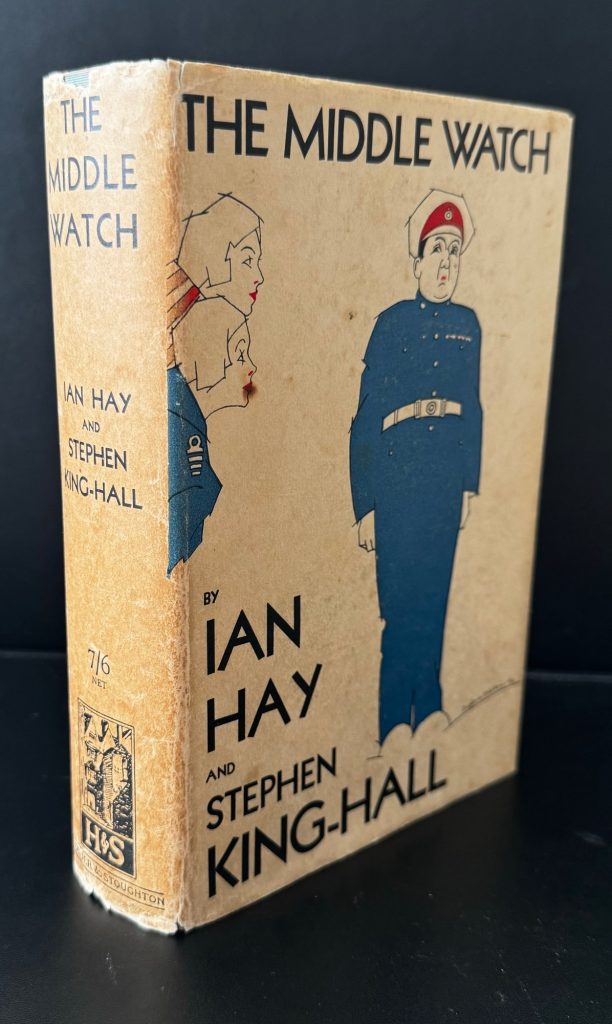 THE
MIDDLE
WATCH
IAN HAY
AND
STEPHEN
KING-HALL
7/6
NET
H&S
STOUGHTON
THE MIDDLE WATCH
BY
IAN
HAY
AND
STEPHEN
KING-HALL